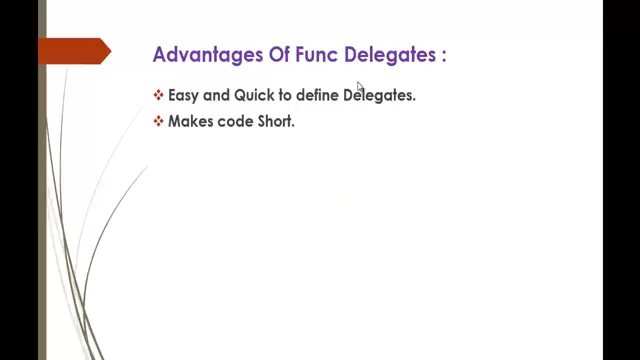 Advantages Of Func Delegates :
Easy and Quick to define Delegates.
Makes code Short.